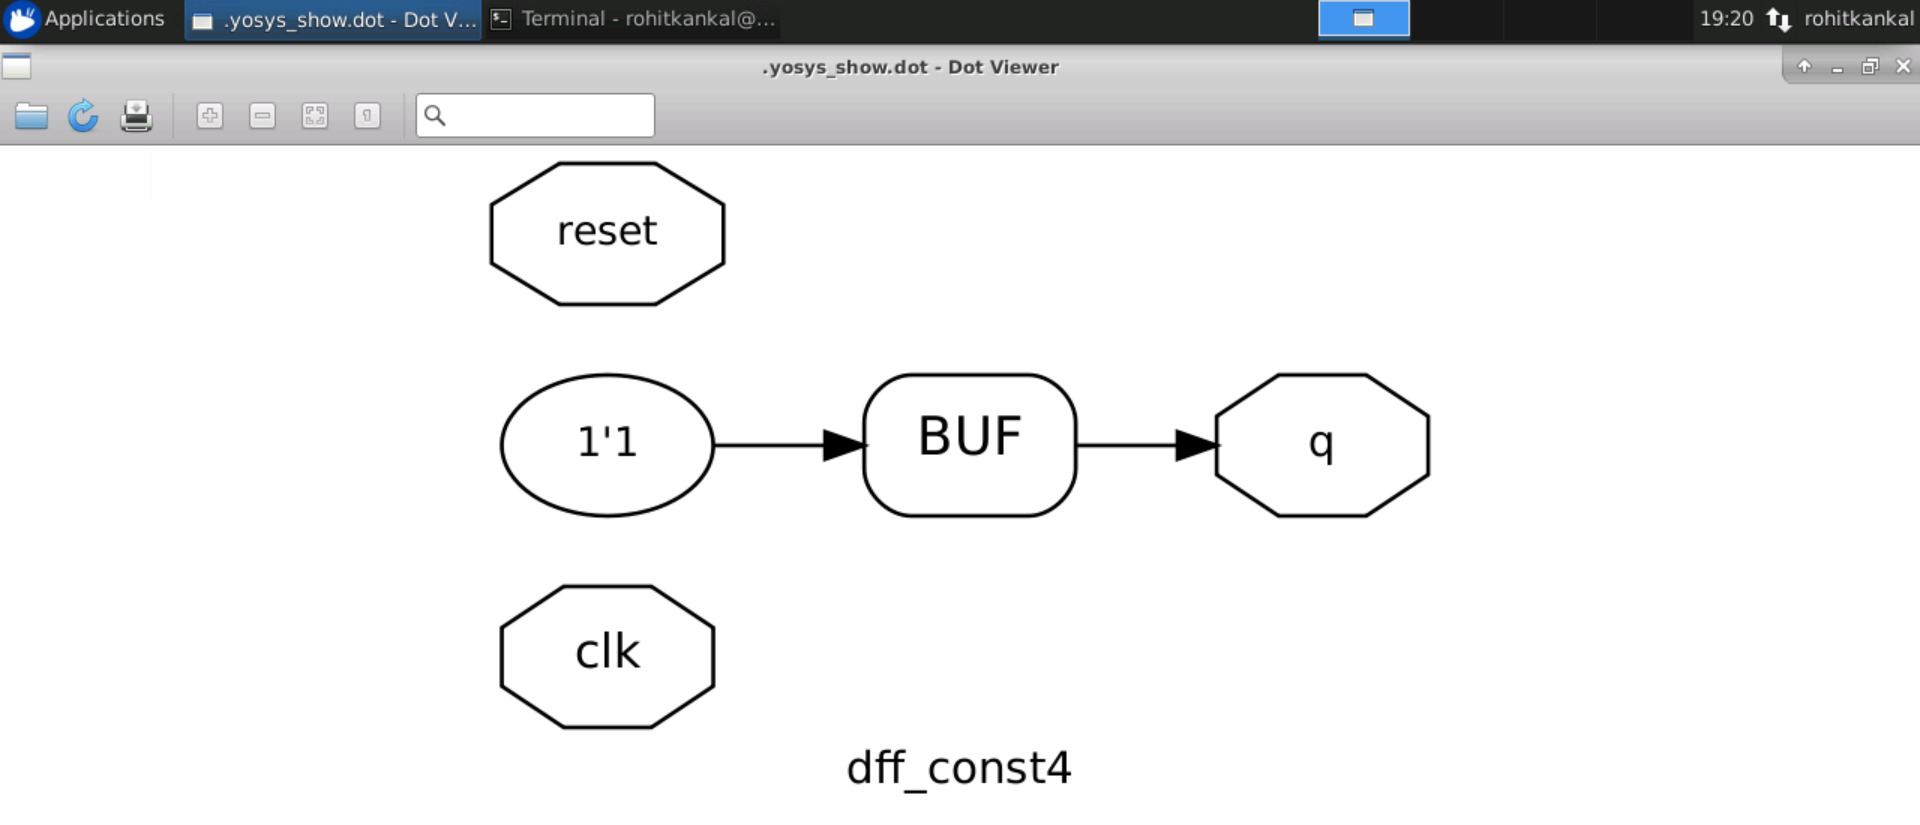 Applications
.yosys_show.dot - Dot V...
Terminal - rohitkankal@...
19:20
rohitkankal
.yosys_show.dot - Dot Viewer
reset
1'1
BUF
q
clk
dff_const4